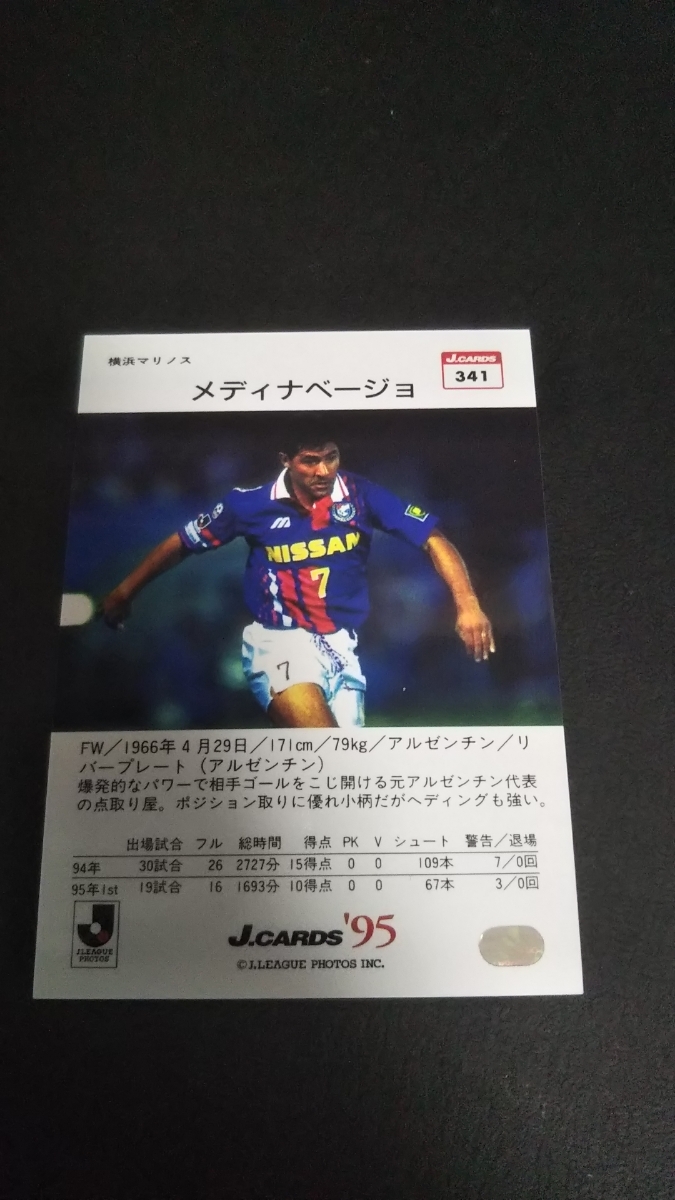 横浜マリノス
J.CARDS
341
メディナベージョ
NISSAN
7
7
FW/1966年4月29日/171cm/79kg/アルゼンチン/リ
バープレート(アルゼンチン)
爆発的なパワーで相手ゴールをこじ開ける元アルゼンチン代表
の点取り屋。ポジション取りに優れ小柄だがヘディングも強い。
出場試合 フル 総時間 得点 PK V シュート 警告/退場
94年 30試合 26 2727分 15得点 0 0 109本 7/0回
95年1st 19試合 16 1693分 10得点 0 0 67本 3/0回
J.LEAGUE
PHOTOS
J.CARDS '95
©J.LEAGUE PHOTOS INC.